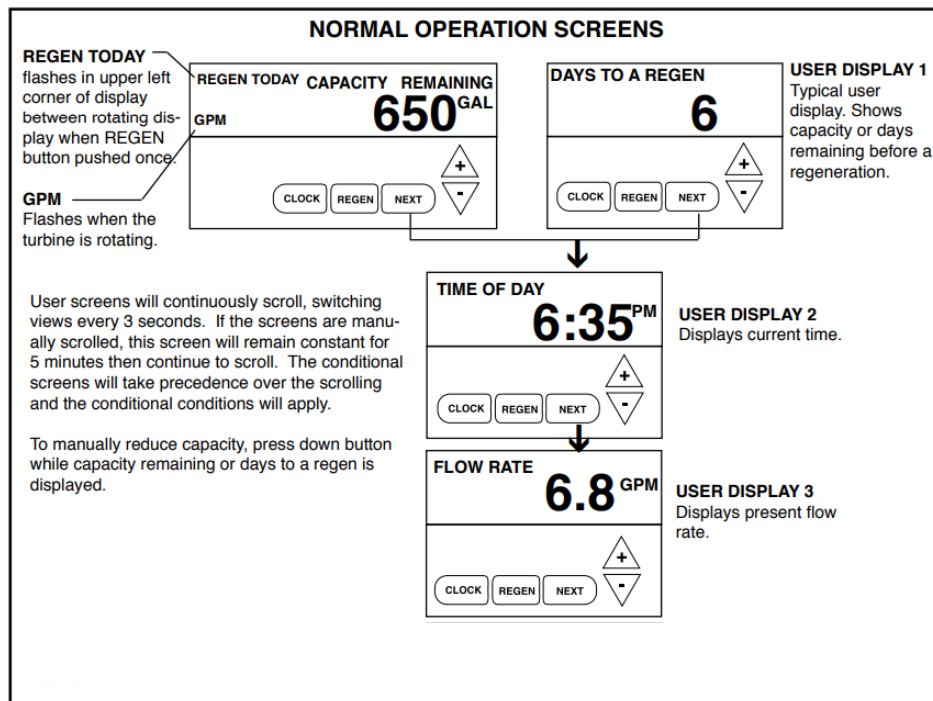 NORMAL OPERATION SCREENS
REGEN TODAY
flashes in upper left
corner of display
between rotating dis-
play when REGEN
button pushed once.
GPM
Flashes when the
turbine is rotating.
REGEN TODAY CAPACITY REMAINING
650 GAL
GPM
CLOCK REGEN NEXT + -
DAYS TO A REGEN
6
CLOCK REGEN NEXT + -
USER DISPLAY 1
Typical user
display. Shows
capacity or days
remaining before a
regeneration.
User screens will continuously scroll, switching
views every 3 seconds. If the screens are manu-
ally scrolled, this screen will remain constant for
5 minutes then continue to scroll. The conditional
screens will take precedence over the scrolling
and the conditional conditions will apply.
To manually reduce capacity, press down button
while capacity remaining or days to a regen is
displayed.
TIME OF DAY
6:35 PM
CLOCK REGEN NEXT + -
USER DISPLAY 2
Displays current time.
FLOW RATE
6.8 GPM
CLOCK REGEN NEXT + -
USER DISPLAY 3
Displays present flow
rate.